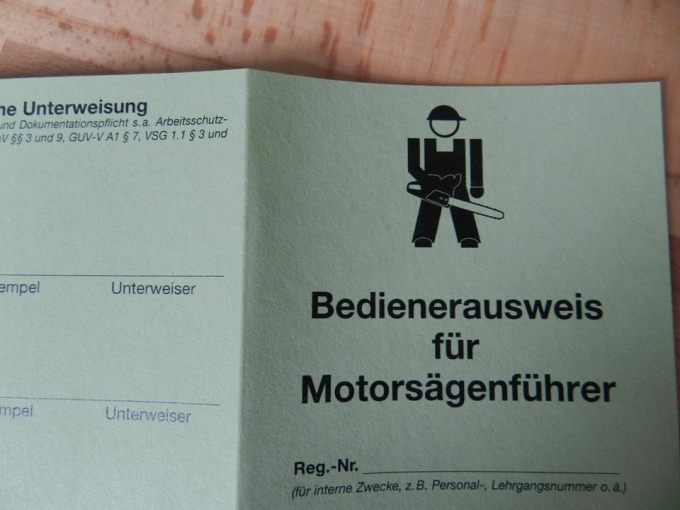 ne Unterweisung
und Dokumentationspflicht s.a. Arbeitsschutz-
V §§ 3 und 9, GUV-V A1 § 7, VSG 1.1 § 3 und
empel Unterweiser
mpel Unterweiser
Bedienerausweis
für
Motorsägenführer
Reg.-Nr.
(für interne Zwecke, z.B. Personal-, Lehrgangsnummer o.ä.)